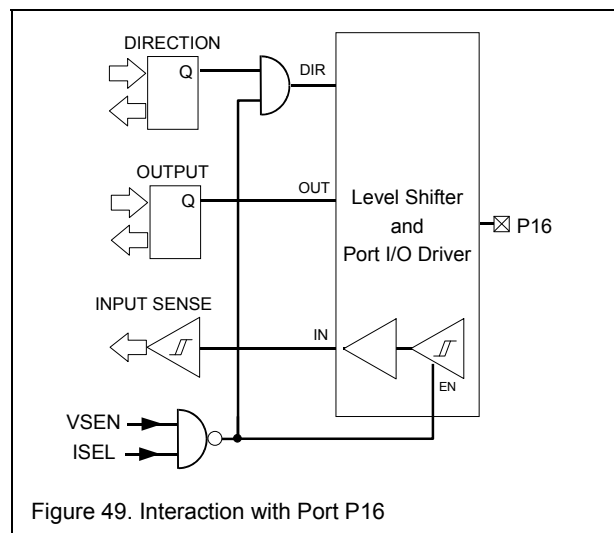 DIRECTION
Q
DIR
OUTPUT
Q
OUT
Level Shifter
and
Port I/O Driver
P16
INPUT SENSE
IN
EN
VSEN
ISEL
Figure 49. Interaction with Port P16